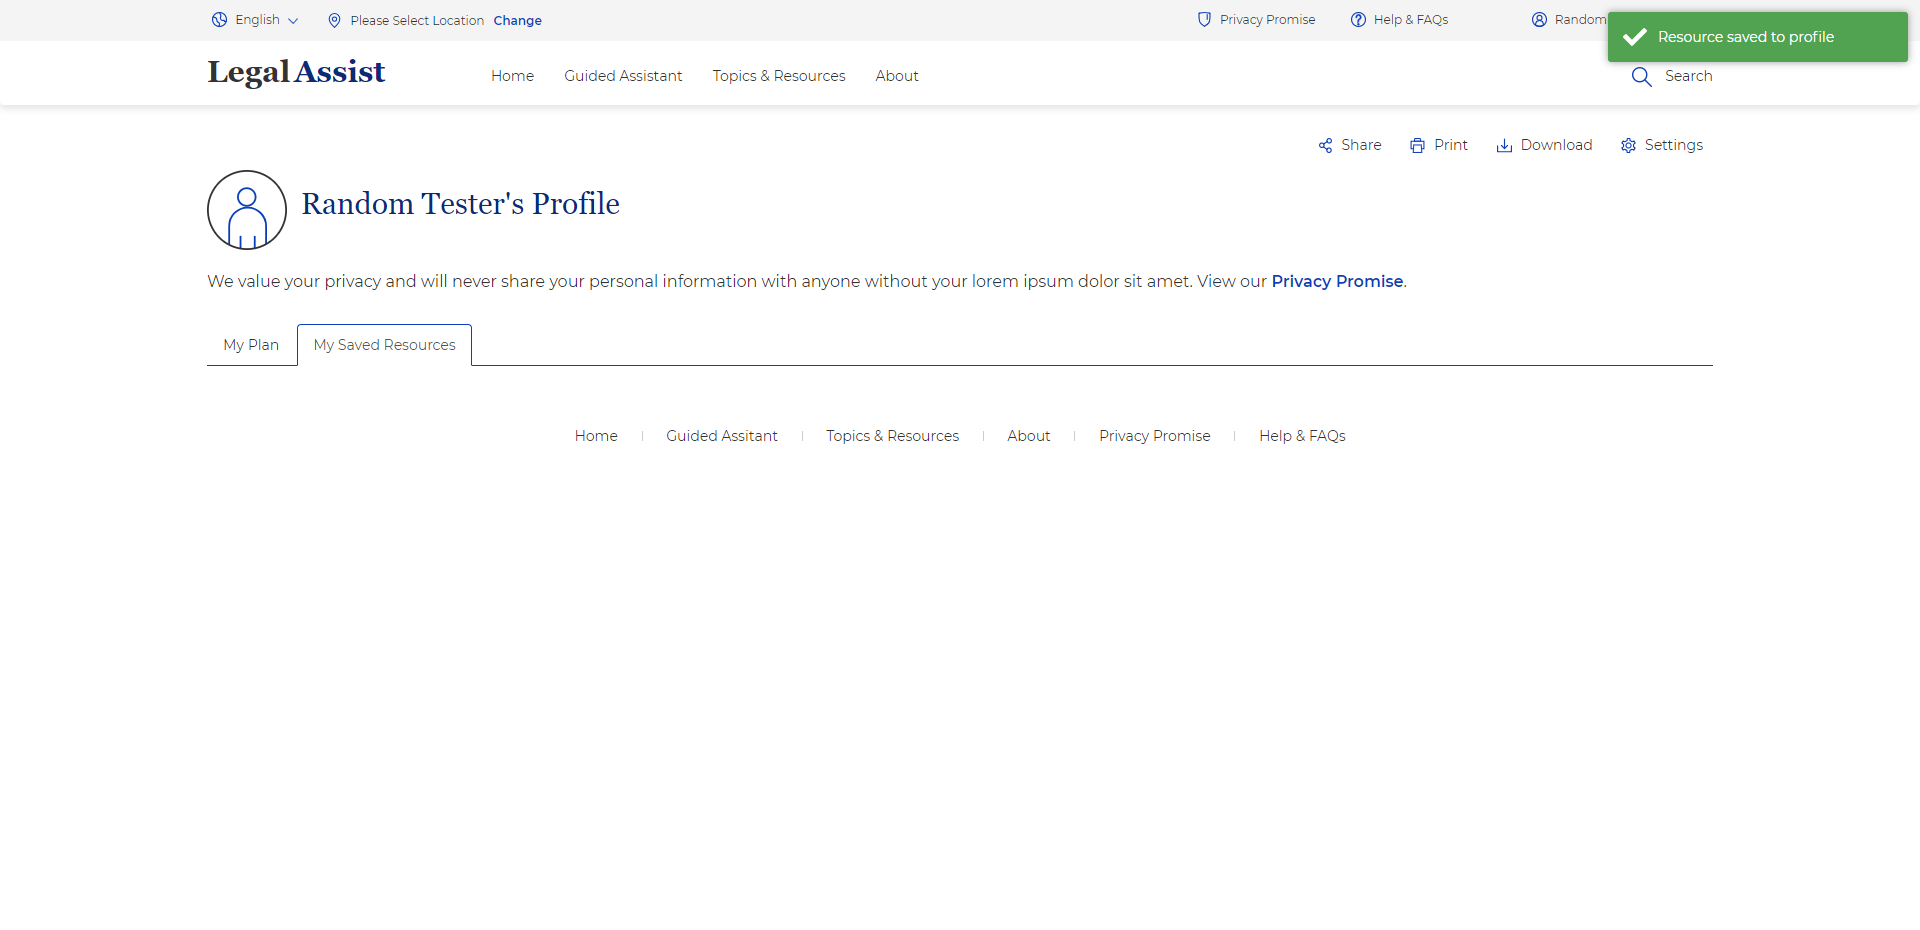 English
Please Select Location Change
Privacy Promise
Help & FAQs
Random
Resource saved to profile
Legal Assist
Home
Guided Assistant
Topics & Resources
About
Search
Share
Print
Download
Settings
Random Tester's Profile
We value your privacy and will never share your personal information with anyone without your lorem ipsum dolor sit amet. View our Privacy Promise.
My Plan
My Saved Resources
Home
Guided Assitant
Topics & Resources
About
Privacy Promise
Help & FAQs